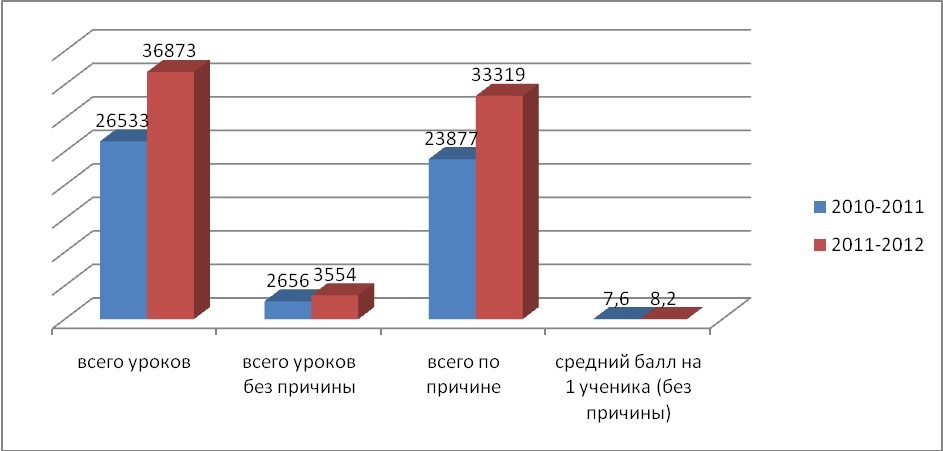 36873
26533
2656
3554
23877
33319
7,6
8,2
2010-2011
2011-2012
всего уроков
всего уроков
без причины
всего по
причине
средний балл на
1 ученика (без
причины)